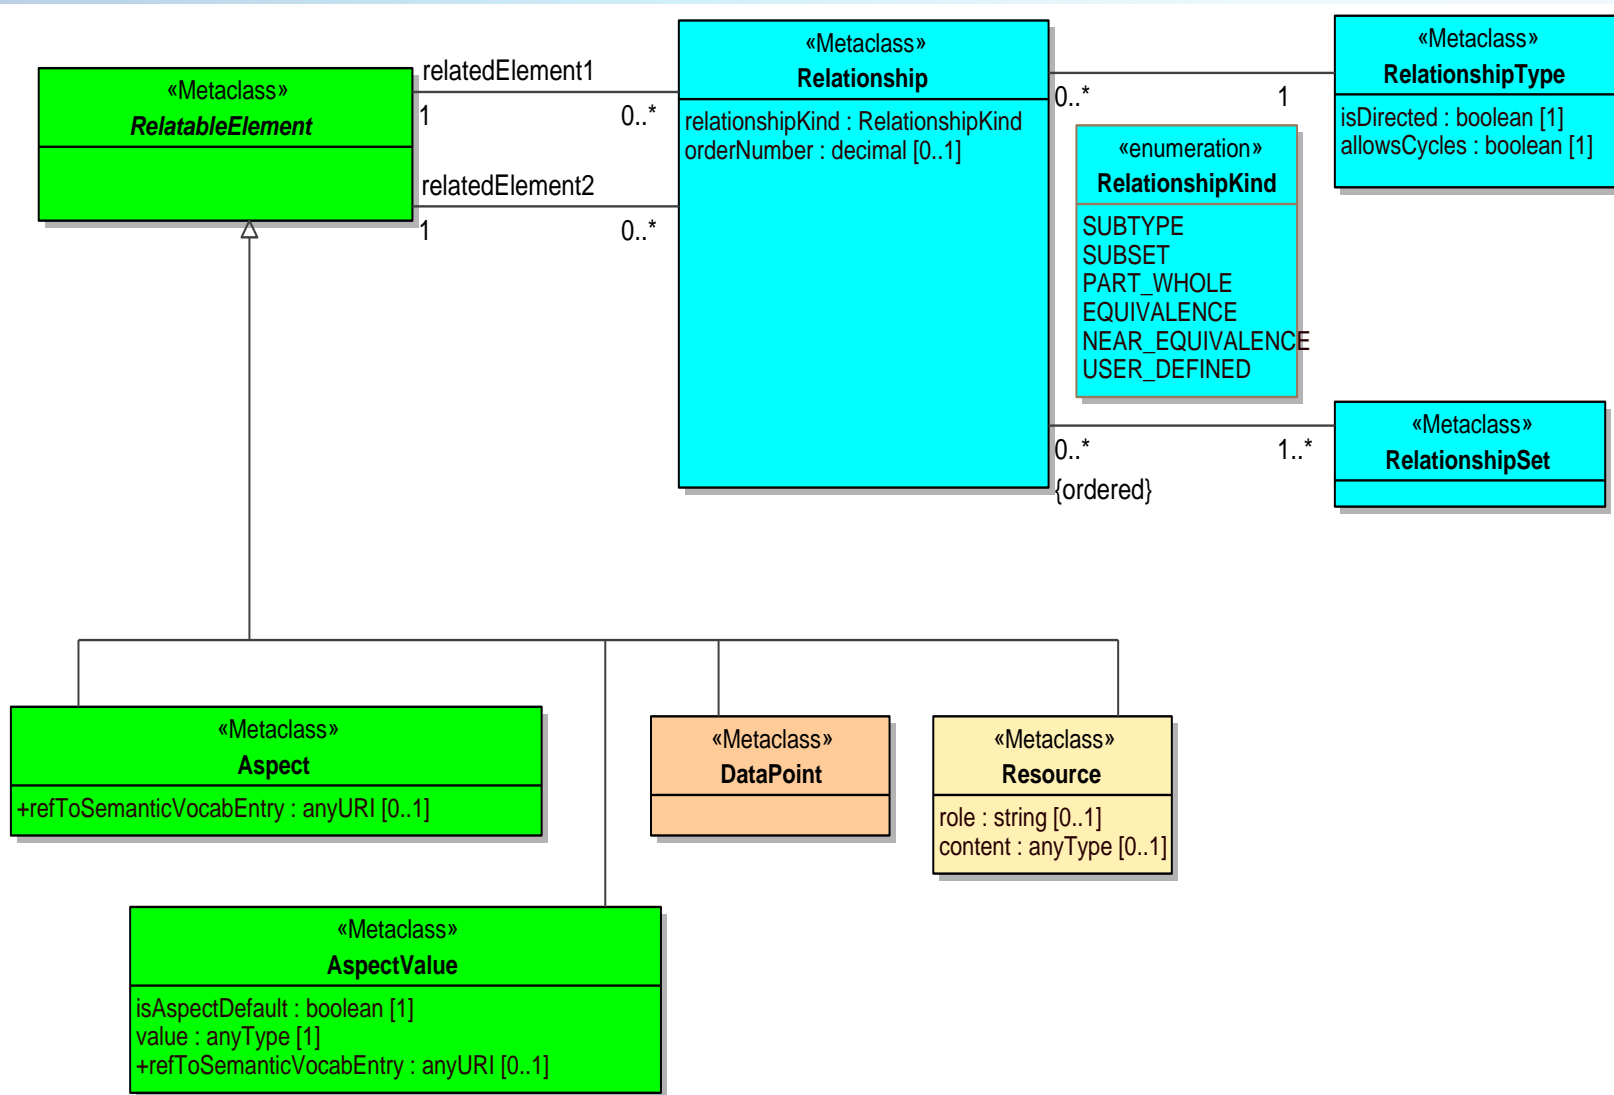 «Metaclass»
RelatableElement
relatedElement1
1
0..*
relatedElement2
1
0..*
«Metaclass»
Relationship
relationshipKind : RelationshipKind
orderNumber : decimal [0..1]
0..*
1
«Metaclass»
RelationshipType
isDirected : boolean [1]
allowsCycles : boolean [1]
«enumeration»
RelationshipKind
SUBTYPE
SUBSET
PART_WHOLE
EQUIVALENCE
NEAR_EQUIVALENCE
USER_DEFINED
0..*
1..*
{ordered}
«Metaclass»
RelationshipSet
«Metaclass»
Aspect
+refToSemanticVocabEntry : anyURI [0..1]
«Metaclass»
DataPoint
«Metaclass»
Resource
role : string [0..1]
content : anyType [0..1]
«Metaclass»
AspectValue
isAspectDefault : boolean [1]
value : anyType [1]
+refToSemanticVocabEntry : anyURI [0..1]